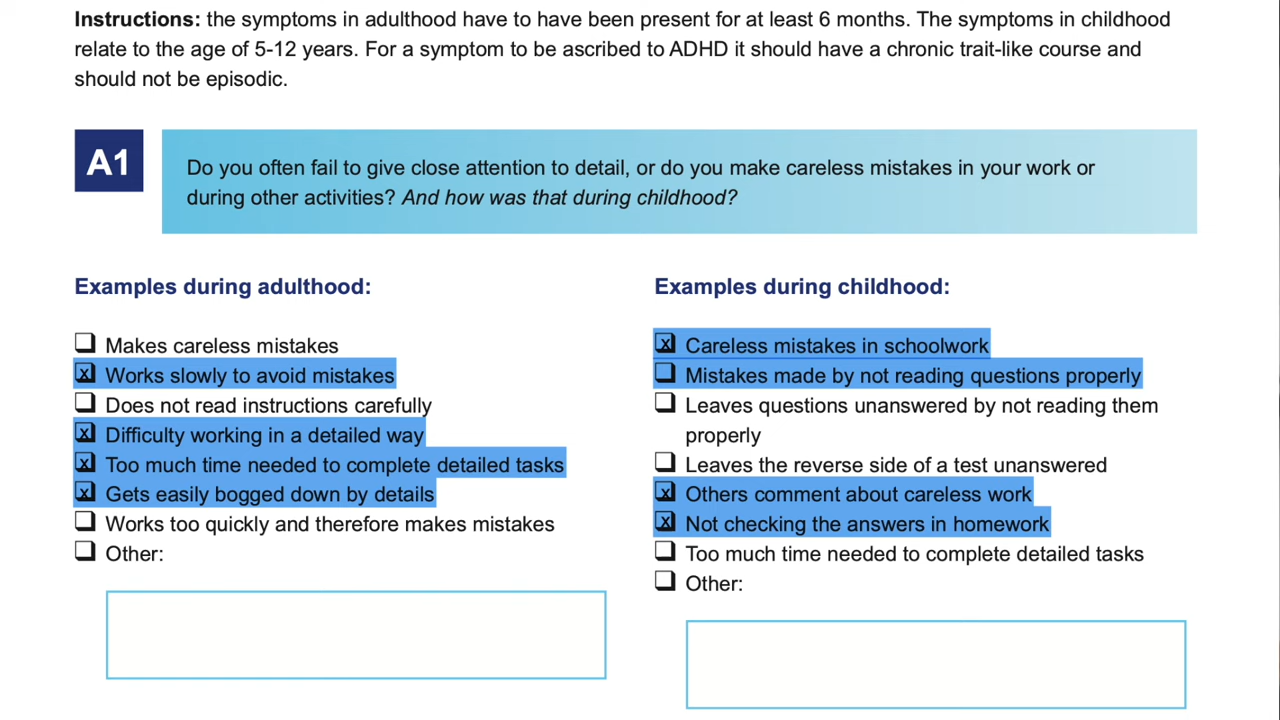 Instructions: the symptoms in adulthood have to have been present for at least 6 months. The symptoms in childhood
relate to the age of 5-12 years. For a symptom to be ascribed to ADHD it should have a chronic trait-like course and
should not be episodic.
A1
Do you often fail to give close attention to detail, or do you make careless mistakes in your work or
during other activities? And how was that during childhood?
Examples during adulthood:
Makes careless mistakes
x Works slowly to avoid mistakes
Does not read instructions carefully
x Difficulty working in a detailed way
x Too much time needed to complete detailed tasks
x Gets easily bogged down by details
Works too quickly and therefore makes mistakes
Other:
Examples during childhood:
x Careless mistakes in schoolwork
Mistakes made by not reading questions properly
Leaves questions unanswered by not reading them
properly
Leaves the reverse side of a test unanswered
x Others comment about careless work
x Not checking the answers in homework
Too much time needed to complete detailed tasks
Other: